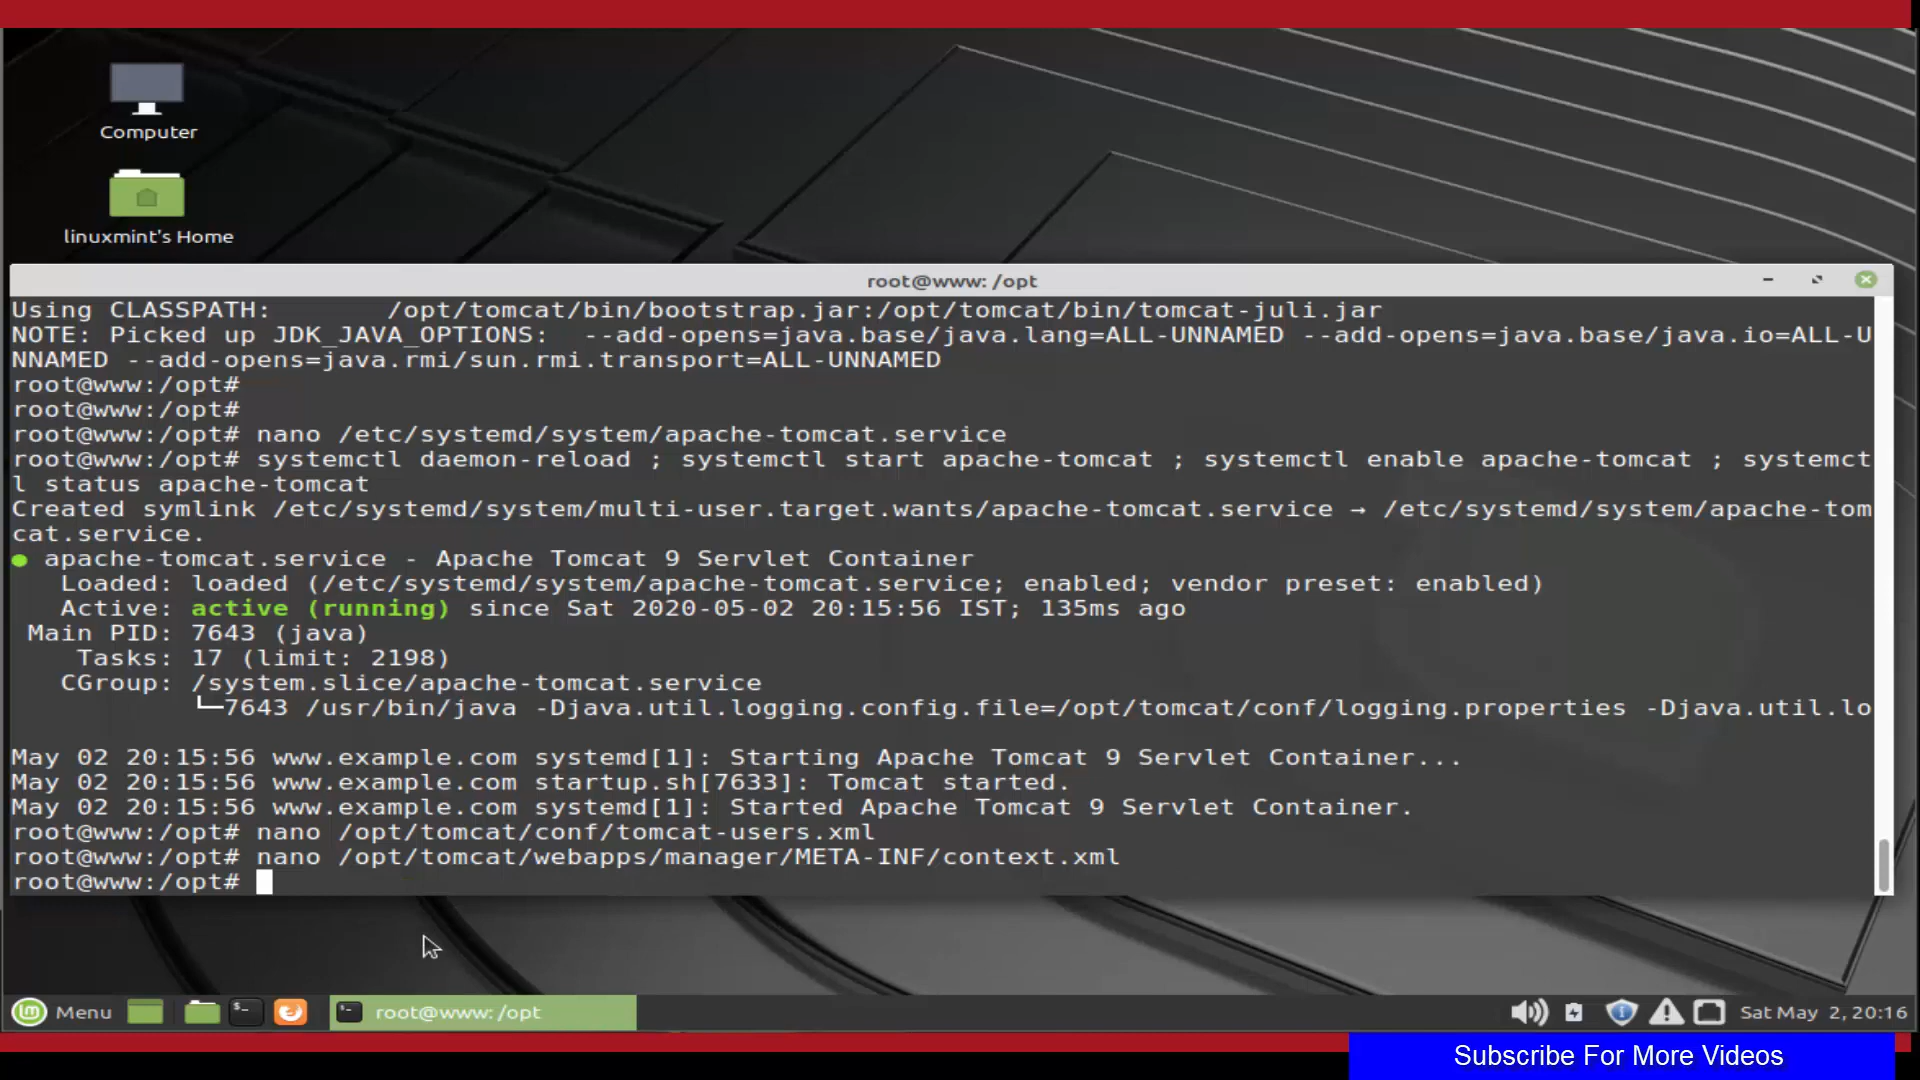 Computer
linuxmint's Home
root@www: /opt
Using CLASSPATH:       /opt/tomcat/bin/bootstrap.jar:/opt/tomcat/bin/tomcat-juli.jar
NOTE: Picked up JDK_JAVA_OPTIONS:  --add-opens=java.base/java.lang=ALL-UNNAMED --add-opens=java.base/java.io=ALL-U
NNAMED --add-opens=java.rmi/sun.rmi.transport=ALL-UNNAMED
root@www:/opt#
root@www:/opt#
root@www:/opt# nano /etc/systemd/system/apache-tomcat.service
root@www:/opt# systemctl daemon-reload ; systemctl start apache-tomcat ; systemctl enable apache-tomcat ; systemct
l status apache-tomcat
Created symlink /etc/systemd/system/multi-user.target.wants/apache-tomcat.service → /etc/systemd/system/apache-tom
cat.service.
● apache-tomcat.service - Apache Tomcat 9 Servlet Container
   Loaded: loaded (/etc/systemd/system/apache-tomcat.service; enabled; vendor preset: enabled)
   Active: active (running) since Sat 2020-05-02 20:15:56 IST; 135ms ago
 Main PID: 7643 (java)
    Tasks: 17 (limit: 2198)
   CGroup: /system.slice/apache-tomcat.service
           └─7643 /usr/bin/java -Djava.util.logging.config.file=/opt/tomcat/conf/logging.properties -Djava.util.lo
May 02 20:15:56 www.example.com systemd[1]: Starting Apache Tomcat 9 Servlet Container...
May 02 20:15:56 www.example.com startup.sh[7633]: Tomcat started.
May 02 20:15:56 www.example.com systemd[1]: Started Apache Tomcat 9 Servlet Container.
root@www:/opt# nano /opt/tomcat/conf/tomcat-users.xml
root@www:/opt# nano /opt/tomcat/webapps/manager/META-INF/context.xml
root@www:/opt#
Menu
root@www: /opt
Sat May  2, 20:16
Subscribe For More Videos